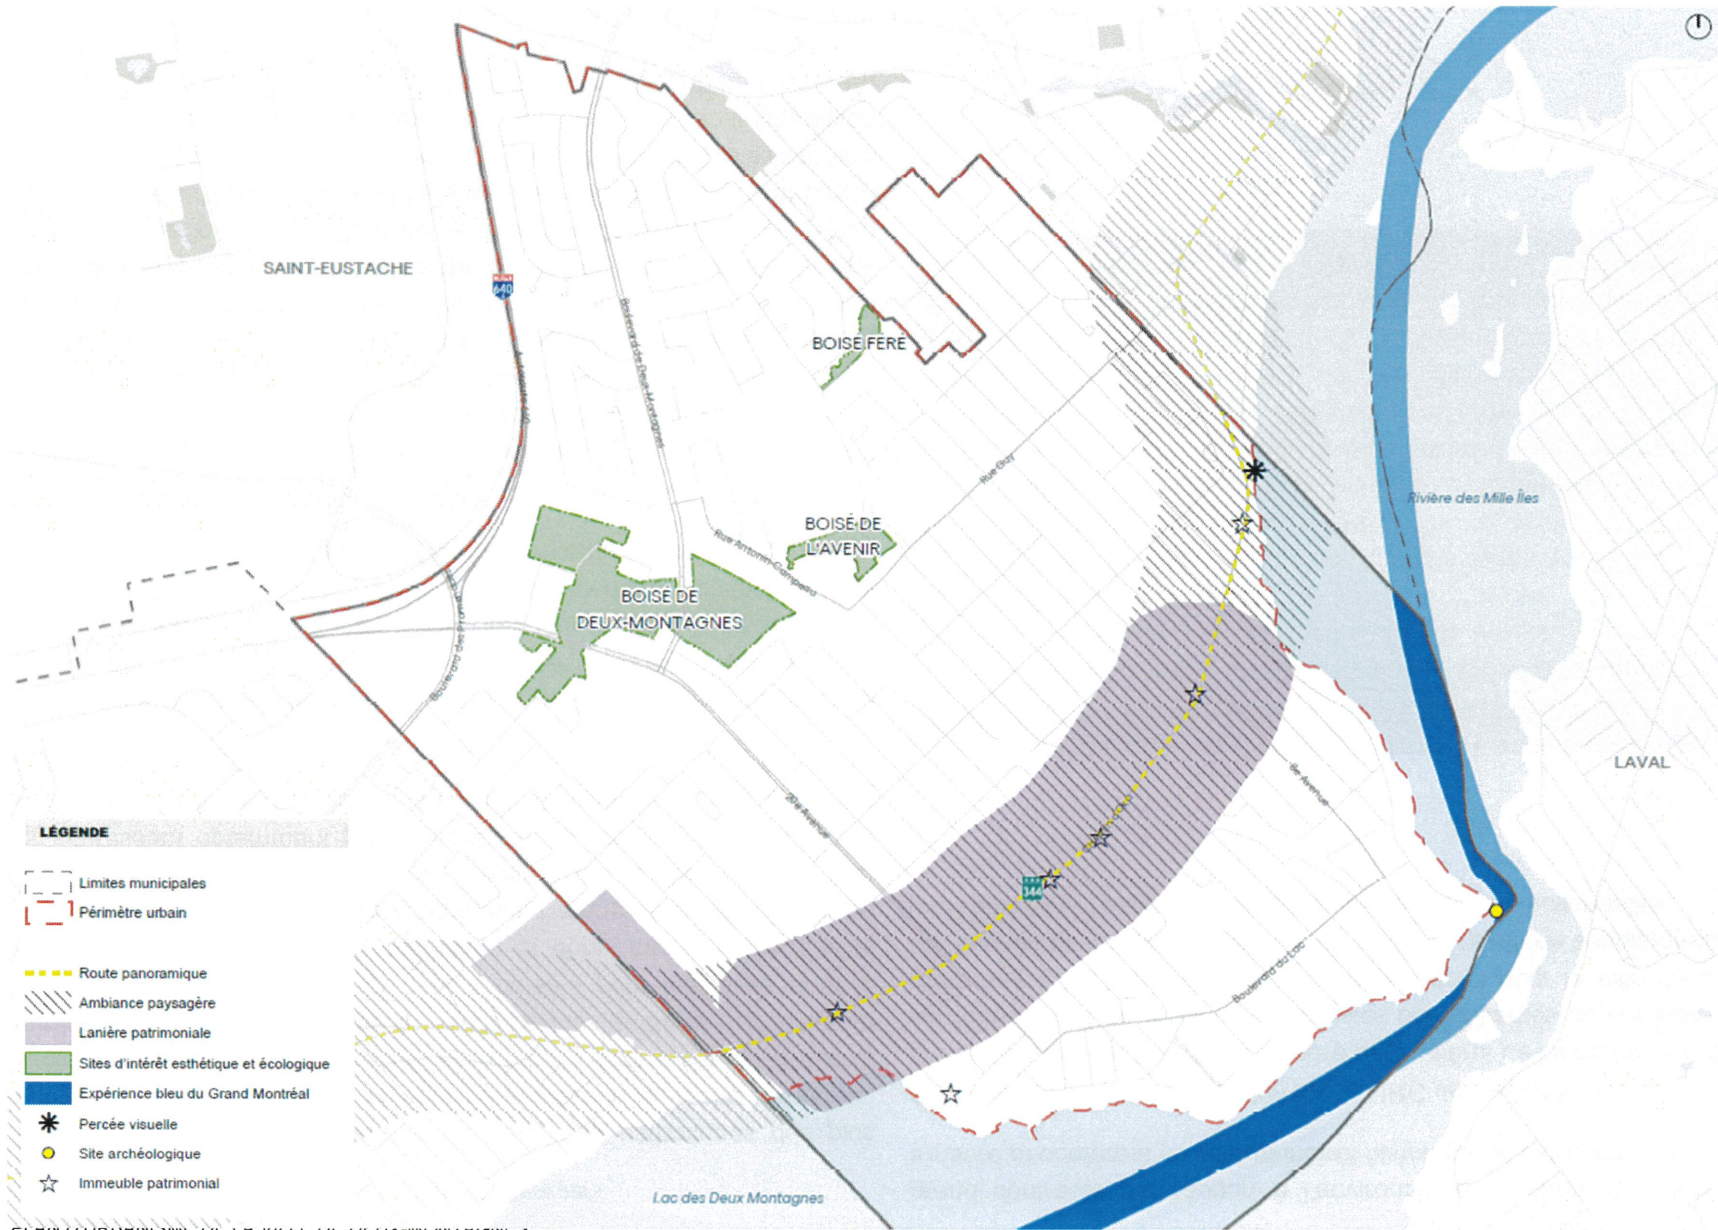 SAINT-EUSTACHE
640
Autoroute 640
Boulevard de Deux-Montagnes
BOISÉ FÉRÉ
Rue Guy
Rivière des Mille Îles
BOISÉ DE
L'AVENIR
Rue Antonin-Campeau
BOISÉ DE
DEUX-MONTAGNES
LAVAL
8e Avenue
20e Avenue
344
Boulevard du Lac
Lac des Deux Montagnes
LÉGENDE
Limites municipales
Périmètre urbain
Route panoramique
Ambiance paysagère
Lanière patrimoniale
Sites d'intérêt esthétique et écologique
Expérience bleu du Grand Montréal
Percée visuelle
Site archéologique
Immeuble patrimonial